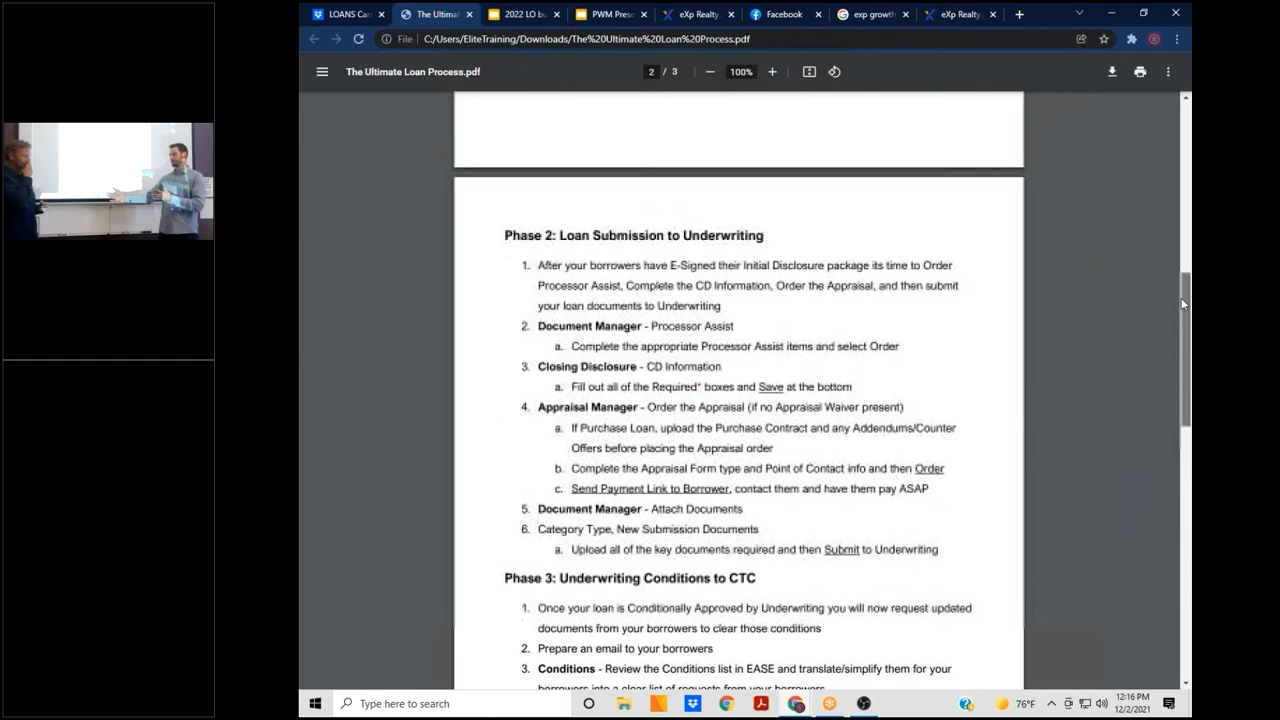 LOANS Car
The Ultima
2022 LO bu
PWM Prese
eXp Realty
Facebook
exp growth
eXp Realty
File
C:/Users/EliteTraining/Downloads/The%20Ultimate%20Loan%20Process.pdf
The Ultimate Loan Process.pdf
2 / 3
100%
Phase 2: Loan Submission to Underwriting
1. After your borrowers have E-Signed their Initial Disclosure package its time to Order
Processor Assist, Complete the CD Information, Order the Appraisal, and then submit
your loan documents to Underwriting
2. Document Manager - Processor Assist
a. Complete the appropriate Processor Assist items and select Order
3. Closing Disclosure - CD Information
a. Fill out all of the Required* boxes and Save at the bottom
4. Appraisal Manager - Order the Appraisal (if no Appraisal Waiver present)
a. If Purchase Loan, upload the Purchase Contract and any Addendums/Counter
Offers before placing the Appraisal order
b. Complete the Appraisal Form type and Point of Contact info and then Order
c. Send Payment Link to Borrower, contact them and have them pay ASAP
5. Document Manager - Attach Documents
6. Category Type, New Submission Documents
a. Upload all of the key documents required and then Submit to Underwriting
Phase 3: Underwriting Conditions to CTC
1. Once your loan is Conditionally Approved by Underwriting you will now request updated
documents from your borrowers to clear those conditions
2. Prepare an email to your borrowers
3. Conditions - Review the Conditions list in EASE and translate/simplify them for your
borrowers into a clear list of requests from your borrowers
Type here to search
76°F
12:16 PM
12/2/2021